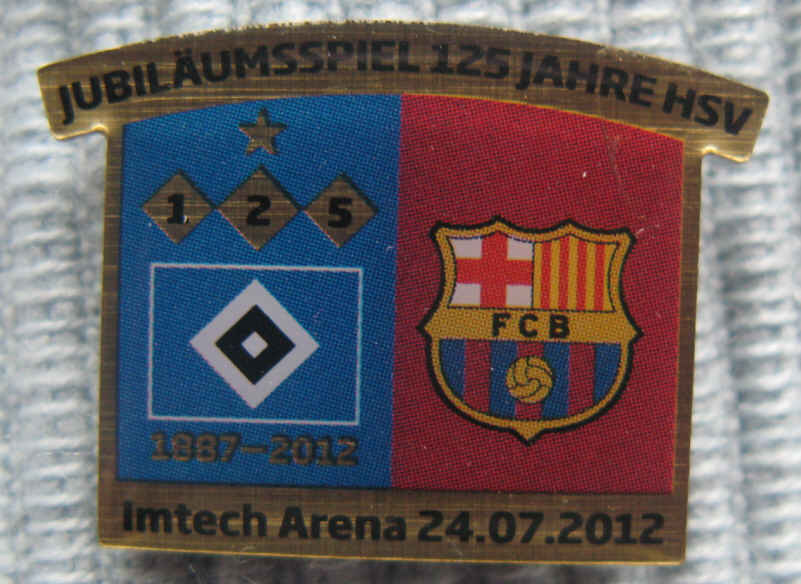 JUBILÄUMSSPIEL 125 JAHRE HSV
1 2 5
FCB
1887-2012
imtech Arena 24.07.2012